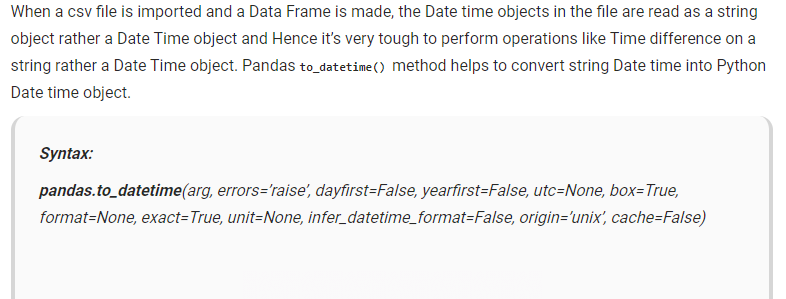 When a csv file is imported and a Data Frame is made, the Date time objects in the file are read as a string
object rather a Date Time object and Hence it’s very tough to perform operations like Time difference on a
string rather a Date Time object. Pandas to_datetime() method helps to convert string Date time into Python
Date time object.
Syntax:
pandas.to_datetime(arg, errors=’raise’, dayfirst=False, yearfirst=False, utc=None, box=True,
format=None, exact=True, unit=None, infer_datetime_format=False, origin=’unix’, cache=False)